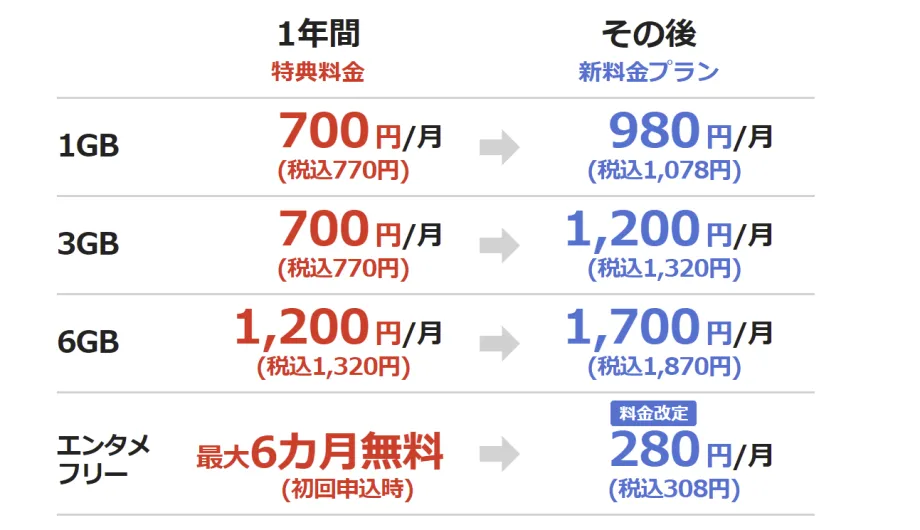 1年間 その後
特典料金 新料金プラン
1GB 700円/月 980円/月
(税込770円) (税込1,078円)
3GB 700円/月 1,200円/月
(税込770円) (税込1,320円)
6GB 1,200円/月 1,700円/月
(税込1,320円) (税込1,870円)
料金改定
エンタメ
フリー 最大6カ月無料 280円/月
(初回申込時) (税込308円)